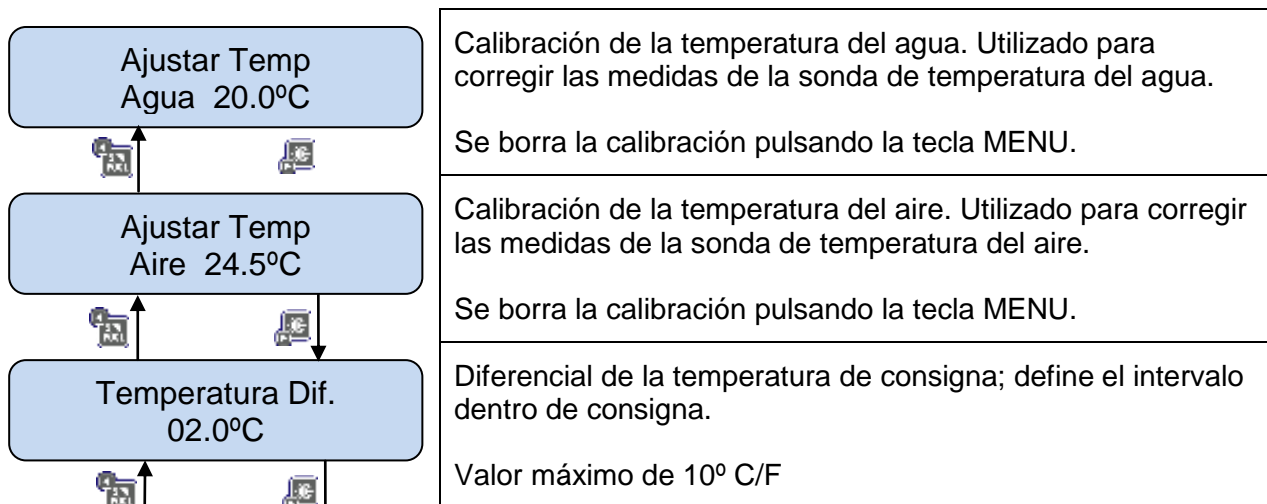 Ajustar Temp
Agua 20.0ºC
Calibración de la temperatura del agua. Utilizado para
corregir las medidas de la sonda de temperatura del agua.
Se borra la calibración pulsando la tecla MENU.
Ajustar Temp
Aire 24.5ºC
Calibración de la temperatura del aire. Utilizado para corregir
las medidas de la sonda de temperatura del aire.
Se borra la calibración pulsando la tecla MENU.
Temperatura Dif.
02.0ºC
Diferencial de la temperatura de consigna; define el intervalo
dentro de consigna.
Valor máximo de 10º C/F